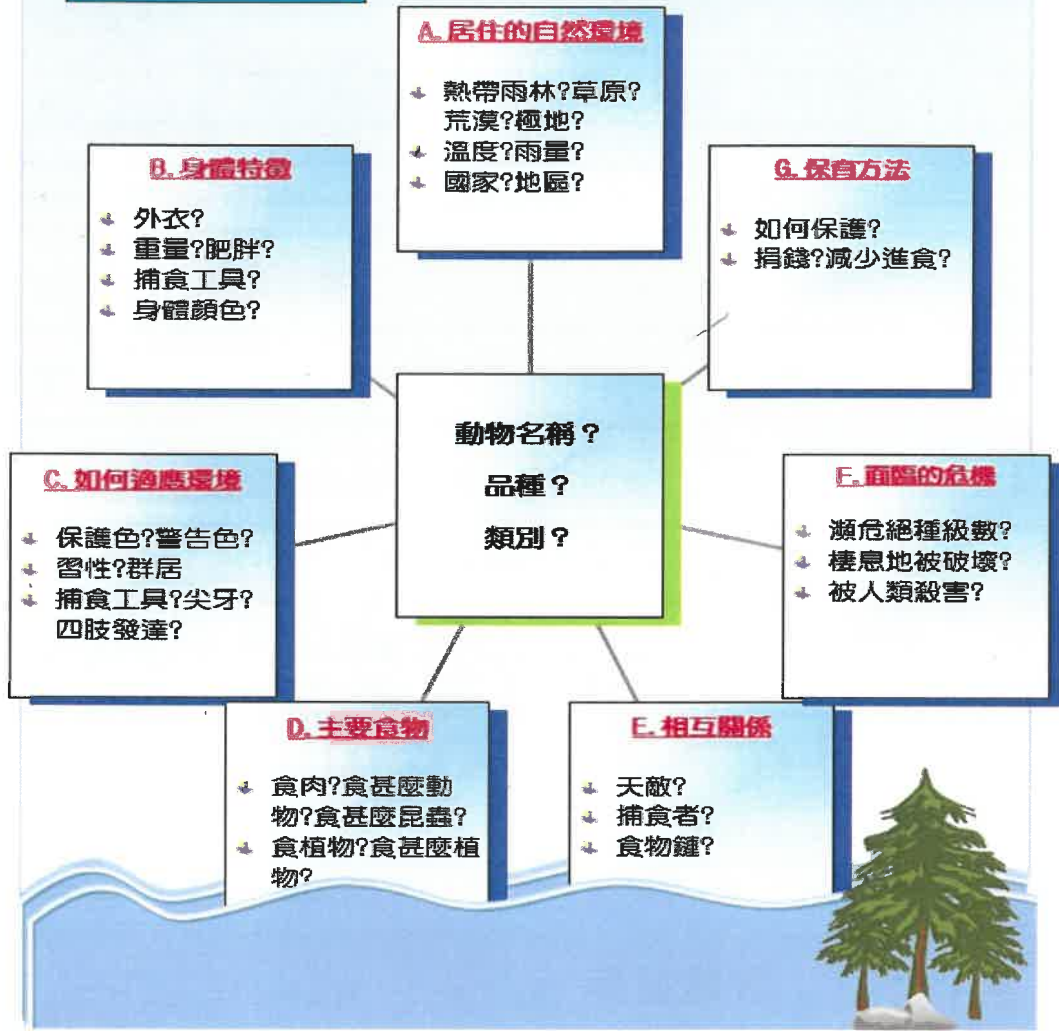 A. 居住的自然環境
熱帶雨林?草原?
荒漠?極地?
溫度?雨量?
國家?地區?
B. 身體特徵
外衣?
重量?肥胖?
捕食工具?
身體顏色?
G. 保育方法
如何保護?
捐錢?減少進食?
動物名稱?
品種?
類別?
C. 如何適應環境
保護色?警告色?
習性?群居
捕食工具?尖牙?
四肢發達?
F. 面臨的危機
瀕危絕種級數?
棲息地被破壞?
被人類殺害?
D. 主要食物
食肉?食甚麼動
物?食甚麼昆蟲?
食植物?食甚麼植
物?
E. 相互關係
天敵?
捕食者?
食物鏈?